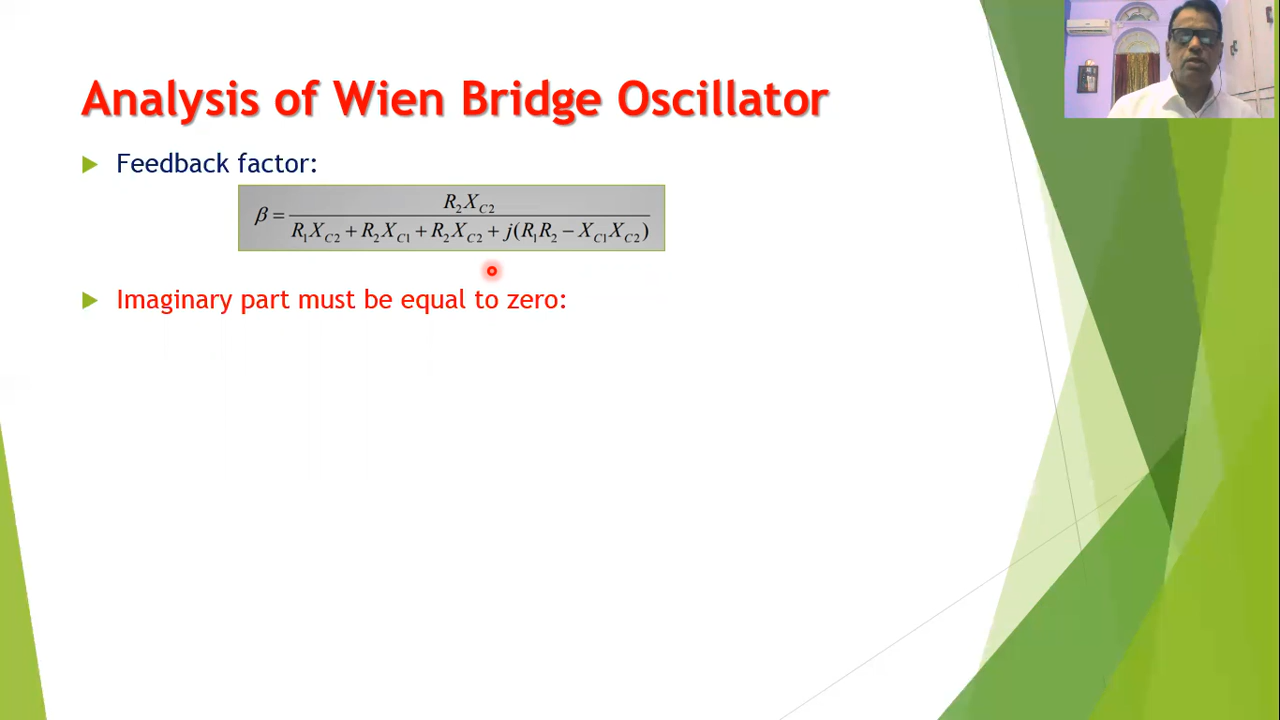 Analysis of Wien Bridge Oscillator
Feedback factor:
β = R₂X_C2 / (R₁X_C2 + R₂X_C1 + R₂X_C2 + j(R₁R₂ − X_C1X_C2))
Imaginary part must be equal to zero: